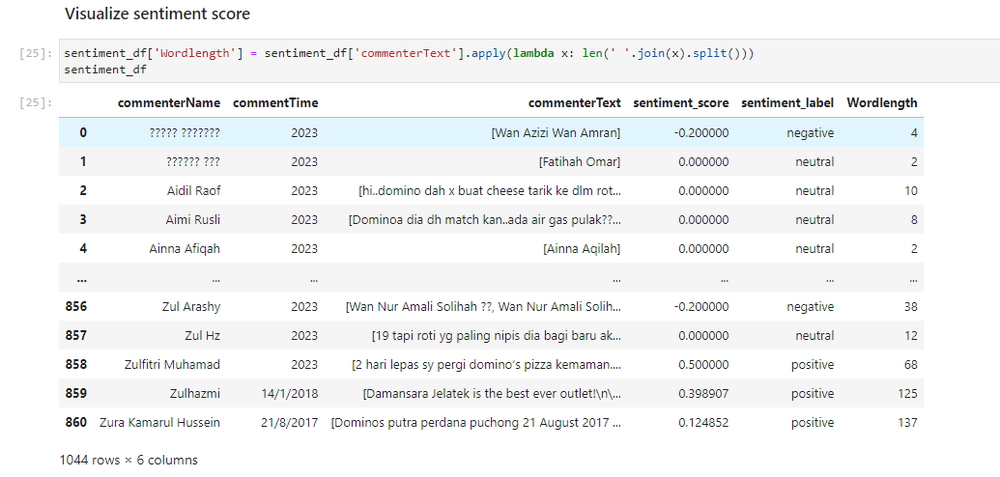 Visualize sentiment score
[25]: sentiment_df['Wordlength'] = sentiment_df['commenterText'].apply(lambda x: len(' '.join(x).split()))
sentiment_df
[25]: commenterName commentTime commenterText sentiment_score sentiment_label Wordlength
0 ????? ??????? 2023 [Wan Azizi Wan Amran] -0.200000 negative 4
1 ?????? ??? 2023 [Fatihah Omar] 0.000000 neutral 2
2 Aidil Raof 2023 [hi..domino dah x buat cheese tarik ke dlm rot... 0.000000 neutral 10
3 Aimi Rusli 2023 [Dominoa dia dh match kan..ada air gas pulak??... 0.000000 neutral 8
4 Ainna Afiqah 2023 [Ainna Aqilah] 0.000000 neutral 2
... ... ... ... ... ... ...
856 Zul Arashy 2023 [Wan Nur Amali Solihah ??, Wan Nur Amali Solih... -0.200000 negative 38
857 Zul Hz 2023 [19 tapi roti yg paling nipis dia bagi baru ak... 0.000000 neutral 12
858 Zulfitri Muhamad 2023 [2 hari lepas sy pergi domino's pizza kemaman.... 0.500000 positive 68
859 Zulhazmi 14/1/2018 [Damansara Jelatek is the best ever outlet!\n\... 0.398907 positive 125
860 Zura Kamarul Hussein 21/8/2017 [Dominos putra perdana puchong 21 August 2017 ... 0.124852 positive 137
1044 rows × 6 columns